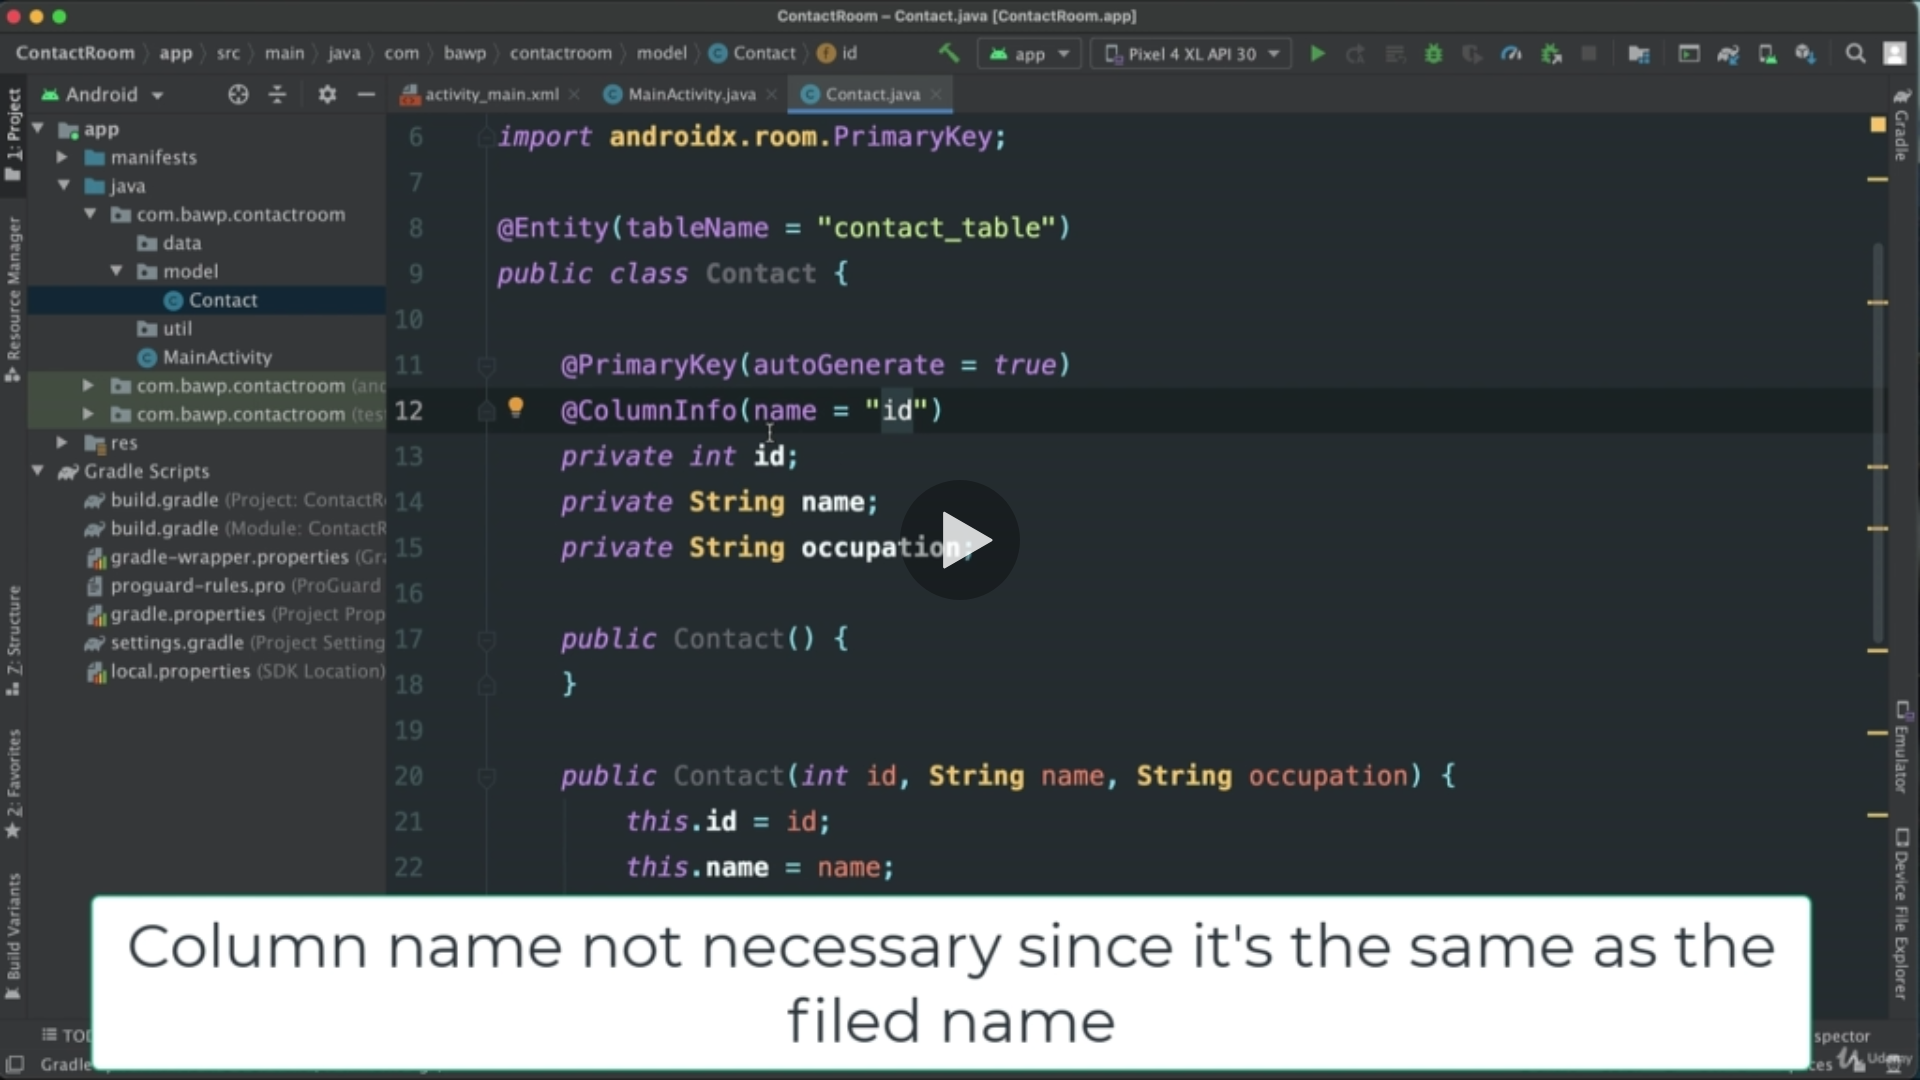 ContactRoom – Contact.java [ContactRoom.app]
ContactRoom app src main java com bawp contactroom model Contact id app Pixel 4 XL API 30
Android
activity_main.xml MainActivity.java Contact.java
1: Project
Resource Manager
Z: Structure
2: Favorites
Build Variants
app
manifests
java
com.bawp.contactroom
data
model
Contact
util
MainActivity
com.bawp.contactroom (and
com.bawp.contactroom (tes
res
Gradle Scripts
build.gradle (Project: ContactR
build.gradle (Module: ContactR
gradle-wrapper.properties (Gra
proguard-rules.pro (ProGuard
gradle.properties (Project Prop
settings.gradle (Project Setting
local.properties (SDK Location)
6 import androidx.room.PrimaryKey;
7
8 @Entity(tableName = "contact_table")
9 public class Contact {
10
11 @PrimaryKey(autoGenerate = true)
12 @ColumnInfo(name = "id")
13 private int id;
14 private String name;
15 private String occupation;
16
17 public Contact() {
18 }
19
20 public Contact(int id, String name, String occupation) {
21 this.id = id;
22 this.name = name;
Gradle
Emulator
Device File Explorer
Column name not necessary since it's the same as the
filed name
TOD
spector
Gradle
Udemy